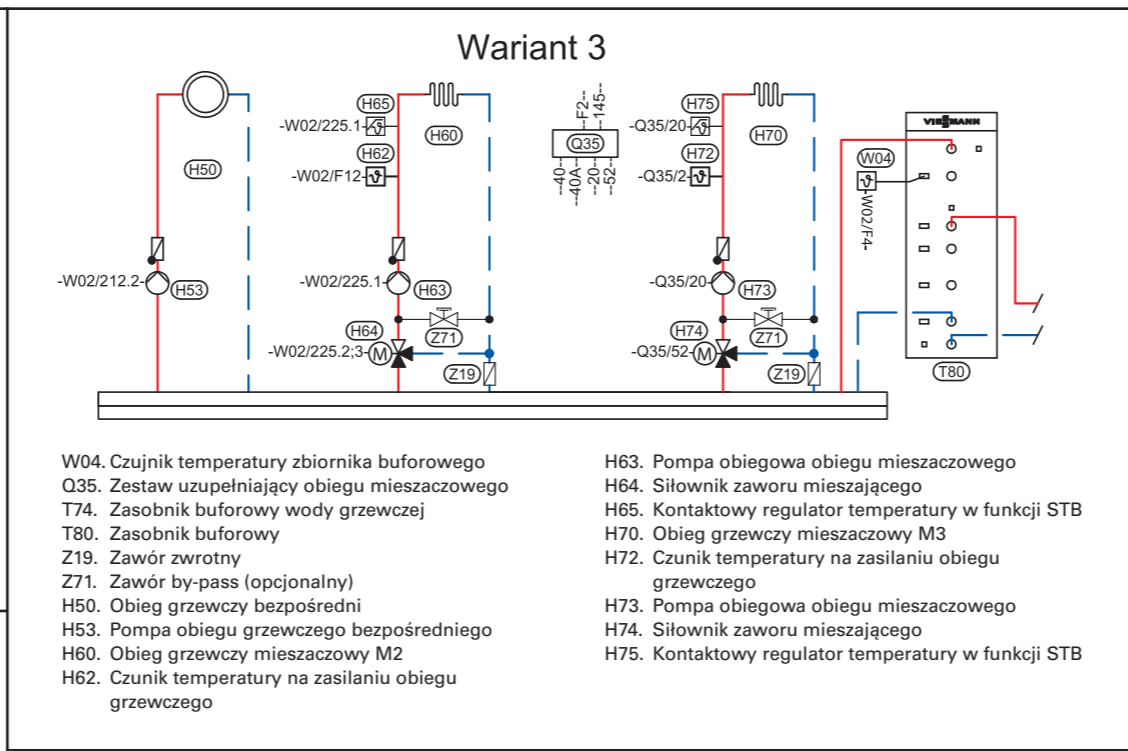 Wariant 3
H50
-W02/212.2-
H53
H65
-W02/225.1-
H60
H62
-W02/F12-
-W02/225.1-
H63
H64
Z71
-W02/225.2;3-
M
Z19
--F2--
--145--
Q35
--40--
--40A--
--20--
--52--
H75
-Q35/20-
H70
H72
-Q35/2-
-Q35/20-
H73
H74
Z71
-Q35/52-
M
Z19
VIESMANN
W04
-W02/F4-
T80
W04. Czujnik temperatury zbiornika buforowego
Q35. Zestaw uzupełniający obiegu mieszaczowego
T74. Zasobnik buforowy wody grzewczej
T80. Zasobnik buforowy
Z19. Zawór zwrotny
Z71. Zawór by-pass (opcjonalny)
H50. Obieg grzewczy bezpośredni
H53. Pompa obiegu grzewczego bezpośredniego
H60. Obieg grzewczy mieszaczowy M2
H62. Czunik temperatury na zasilaniu obiegu
grzewczego
H63. Pompa obiegowa obiegu mieszaczowego
H64. Siłownik zaworu mieszającego
H65. Kontaktowy regulator temperatury w funkcji STB
H70. Obieg grzewczy mieszaczowy M3
H72. Czunik temperatury na zasilaniu obiegu
grzewczego
H73. Pompa obiegowa obiegu mieszaczowego
H74. Siłownik zaworu mieszającego
H75. Kontaktowy regulator temperatury w funkcji STB